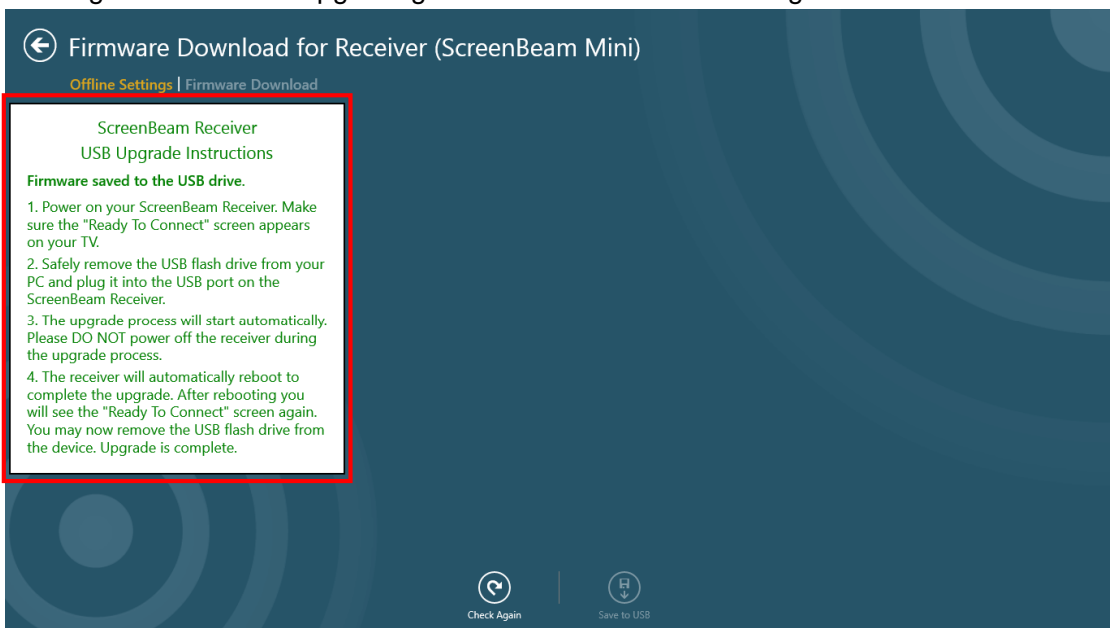 Firmware Download for Receiver (ScreenBeam Mini)
Offline Settings | Firmware Download
ScreenBeam Receiver
USB Upgrade Instructions
Firmware saved to the USB drive.
1. Power on your ScreenBeam Receiver. Make
sure the "Ready To Connect" screen appears
on your TV.
2. Safely remove the USB flash drive from your
PC and plug it into the USB port on the
ScreenBeam Receiver.
3. The upgrade process will start automatically.
Please DO NOT power off the receiver during
the upgrade process.
4. The receiver will automatically reboot to
complete the upgrade. After rebooting you
will see the "Ready To Connect" screen again.
You may now remove the USB flash drive from
the device. Upgrade is complete.
Check Again
Save to USB